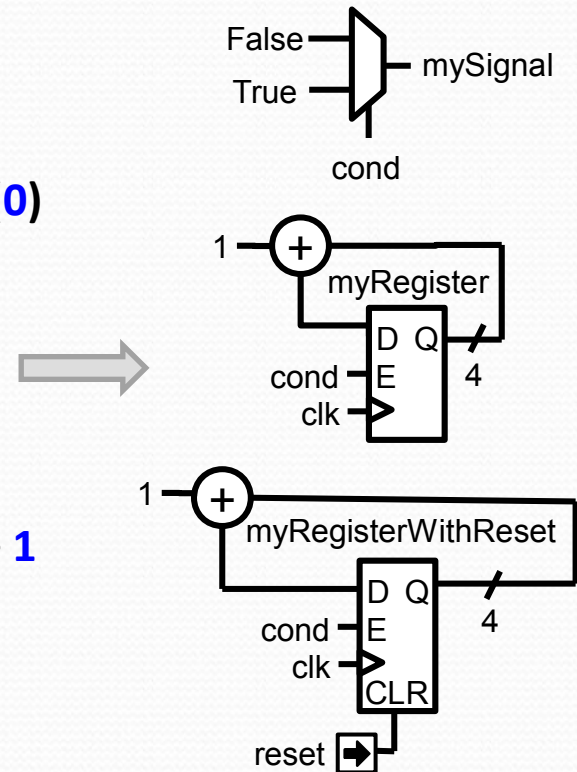 False
mySignal
True
cond
0)
1 +
myRegister
D Q
cond E 4
clk
1 +
1
myRegisterWithReset
D Q
cond E 4
clk
CLR
reset